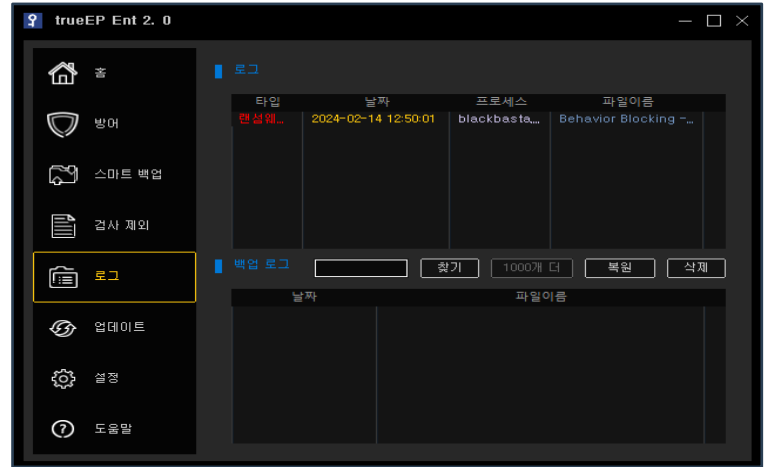 trueEP Ent 2. 0
홈
방어
스마트 백업
검사 제외
로그
업데이트
설정
도움말
로그
타입 날짜 프로세스 파일이름
랜섬웨... 2024-02-14 12:50:01 blackbasta,... Behavior Blocking -...
백업 로그 찾기 1000개 더 복원 삭제
날짜 파일이름